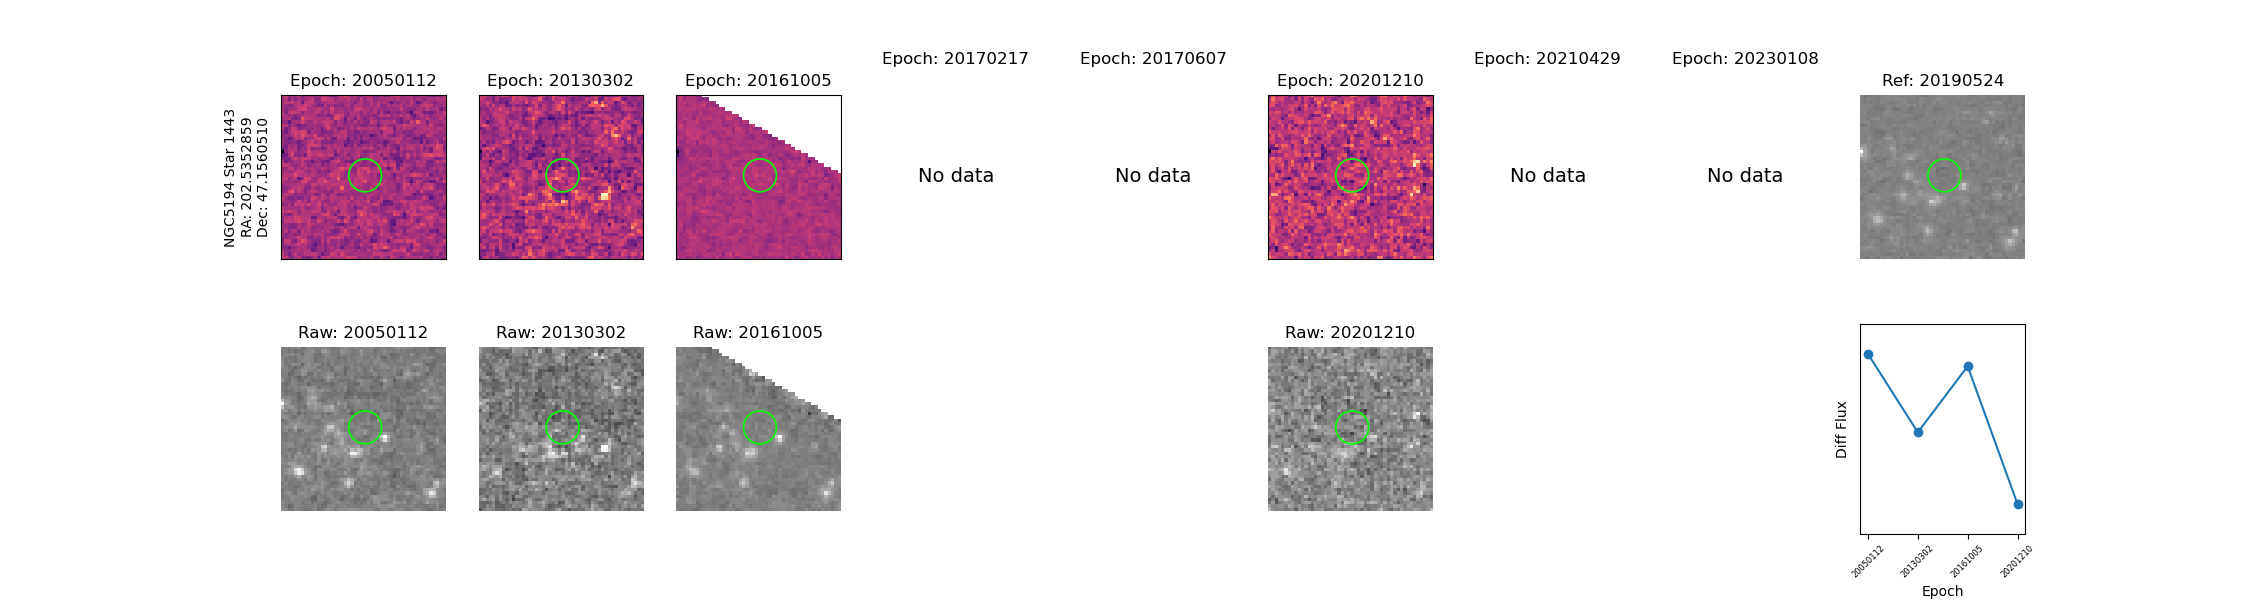 Epoch: 20050112
Epoch: 20130302
Epoch: 20161005
Epoch: 20170217
Epoch: 20170607
Epoch: 20201210
Epoch: 20210429
Epoch: 20230108
Ref: 20190524
NGC5194 Star 1443
RA: 202.5352859
Dec: 47.1560510
No data
No data
No data
No data
Raw: 20050112
Raw: 20130302
Raw: 20161005
Raw: 20201210
Diff Flux
20050112
20130302
20161005
20201210
Epoch